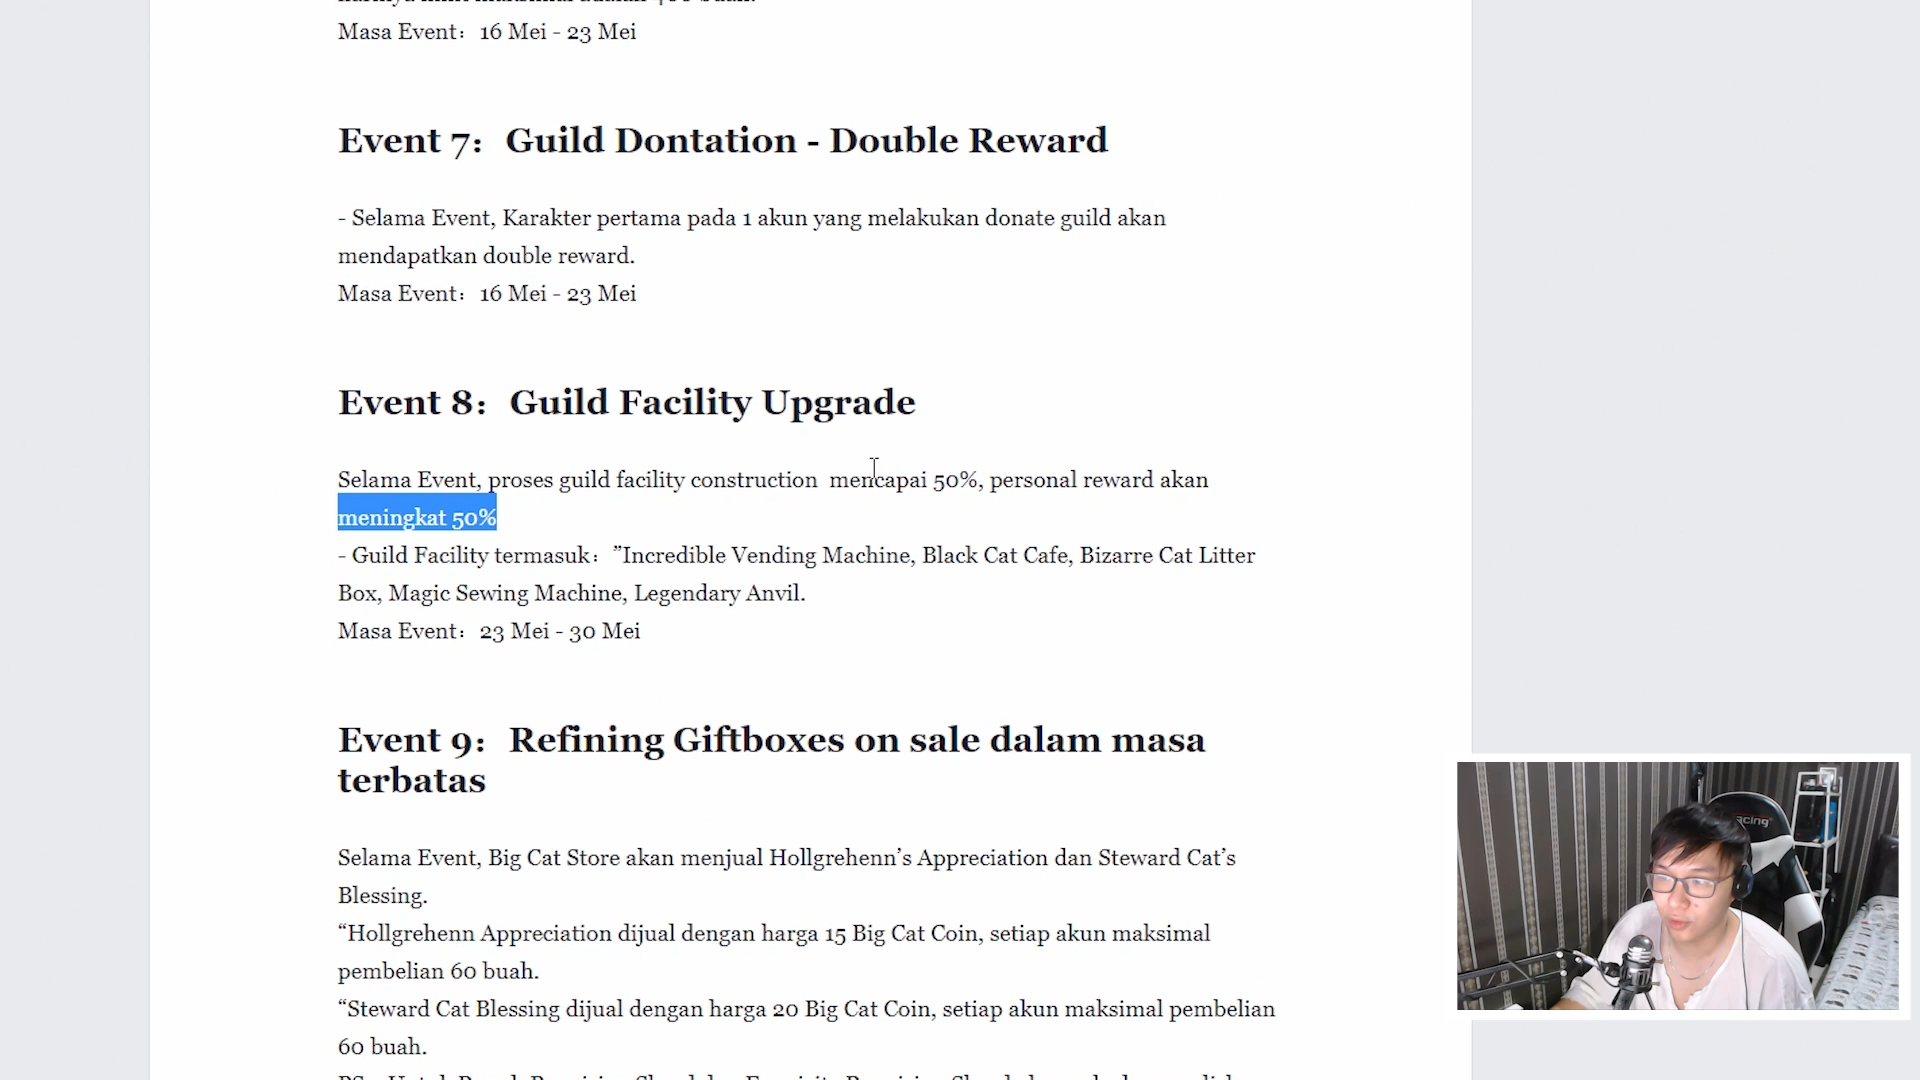 Masa Event：16 Mei - 23 Mei
Event 7：Guild Dontation - Double Reward
- Selama Event, Karakter pertama pada 1 akun yang melakukan donate guild akan
mendapatkan double reward.
Masa Event：16 Mei - 23 Mei
Event 8：Guild Facility Upgrade
Selama Event, proses guild facility construction  mencapai 50%, personal reward akan
meningkat 50%
- Guild Facility termasuk：”Incredible Vending Machine, Black Cat Cafe, Bizarre Cat Litter
Box, Magic Sewing Machine, Legendary Anvil.
Masa Event：23 Mei - 30 Mei
Event 9：Refining Giftboxes on sale dalam masa
terbatas
Selama Event, Big Cat Store akan menjual Hollgrehenn’s Appreciation dan Steward Cat’s
Blessing.
“Hollgrehenn Appreciation dijual dengan harga 15 Big Cat Coin, setiap akun maksimal
pembelian 60 buah.
“Steward Cat Blessing dijual dengan harga 20 Big Cat Coin, setiap akun maksimal pembelian
60 buah.